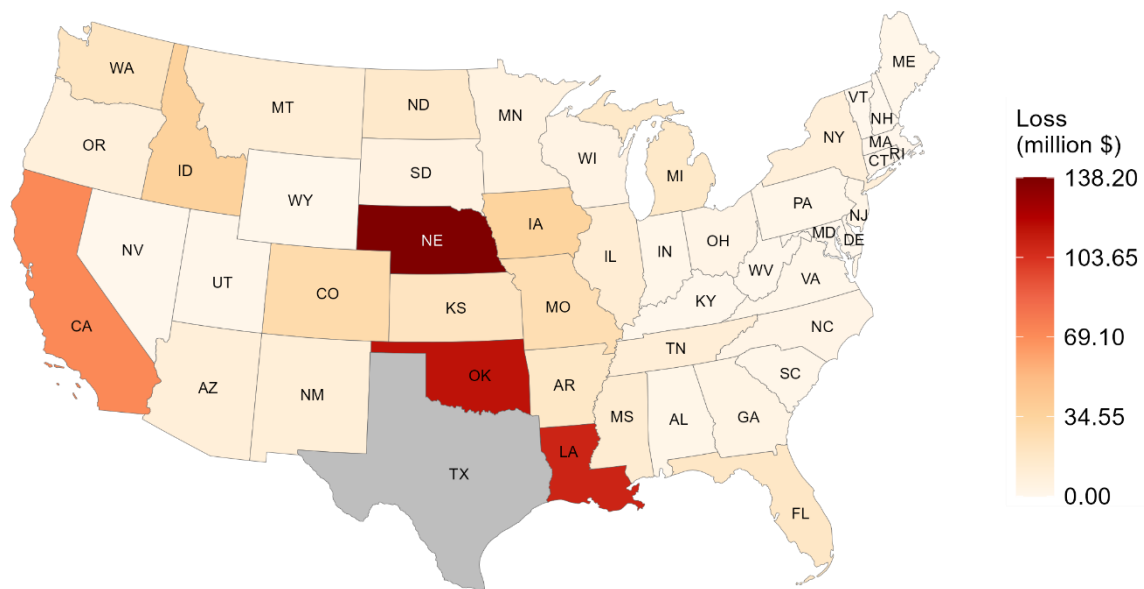 ME
WA
VT
MT
ND
MN
NH
OR
NY
MA
WI
CT
RI
ID
SD
MI
WY
PA
IA
NJ
NE
OH
MD
DE
NV
IL
IN
UT
WV
VA
CO
KY
KS
MO
CA
NC
TN
OK
SC
AZ
AR
NM
MS
AL
GA
LA
TX
FL
Loss
(million $)
138.20
103.65
69.10
34.55
0.00